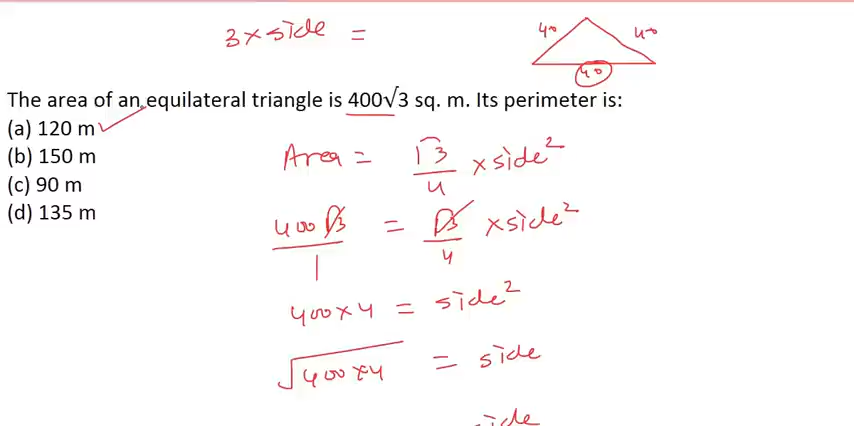 3 × side =
40 40
40
The area of an equilateral triangle is 400√3 sq. m. Its perimeter is:
(a) 120 m
(b) 150 m
(c) 90 m
(d) 135 m
Area = √3/4 × side²
400√3/1 = √3/4 × side²
400 × 4 = side²
√400×4 = side
side